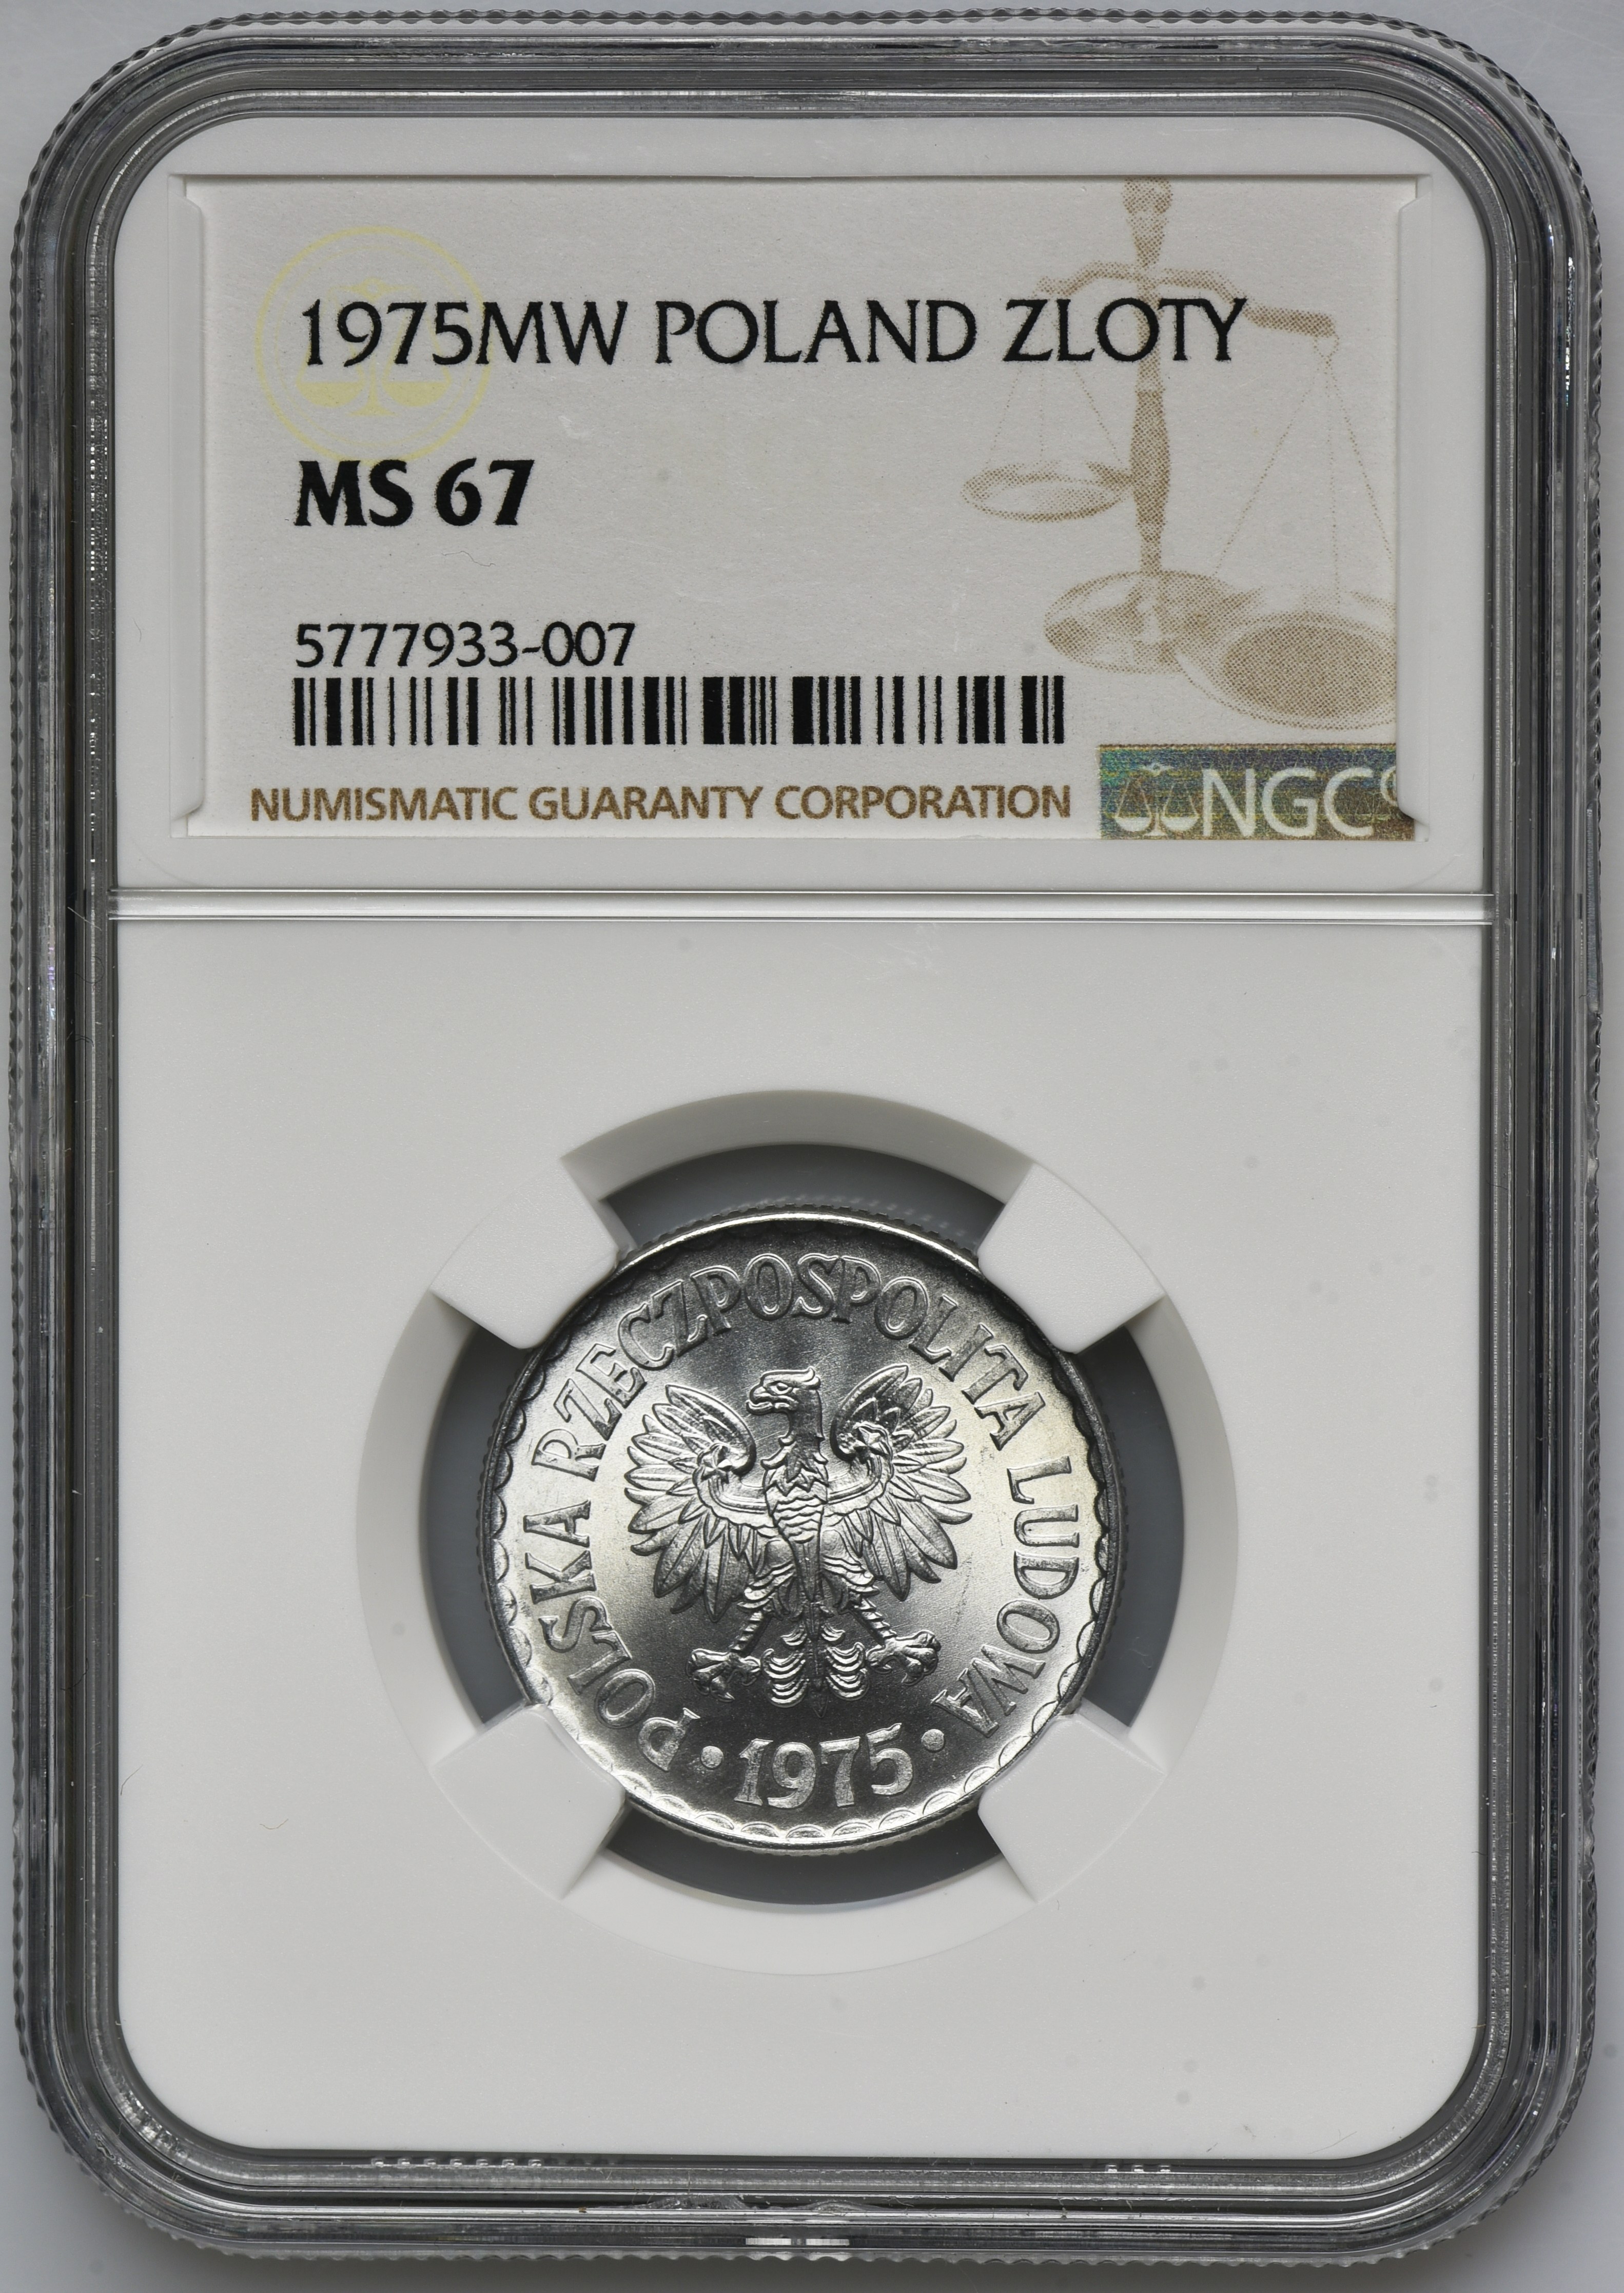 1975MW POLAND ZLOTY
MS 67
5777933-007
NUMISMATIC GUARANTY CORPORATION
NGC
POLSKA RZECZPOSPOLITA LUDOWA
• 1975 •